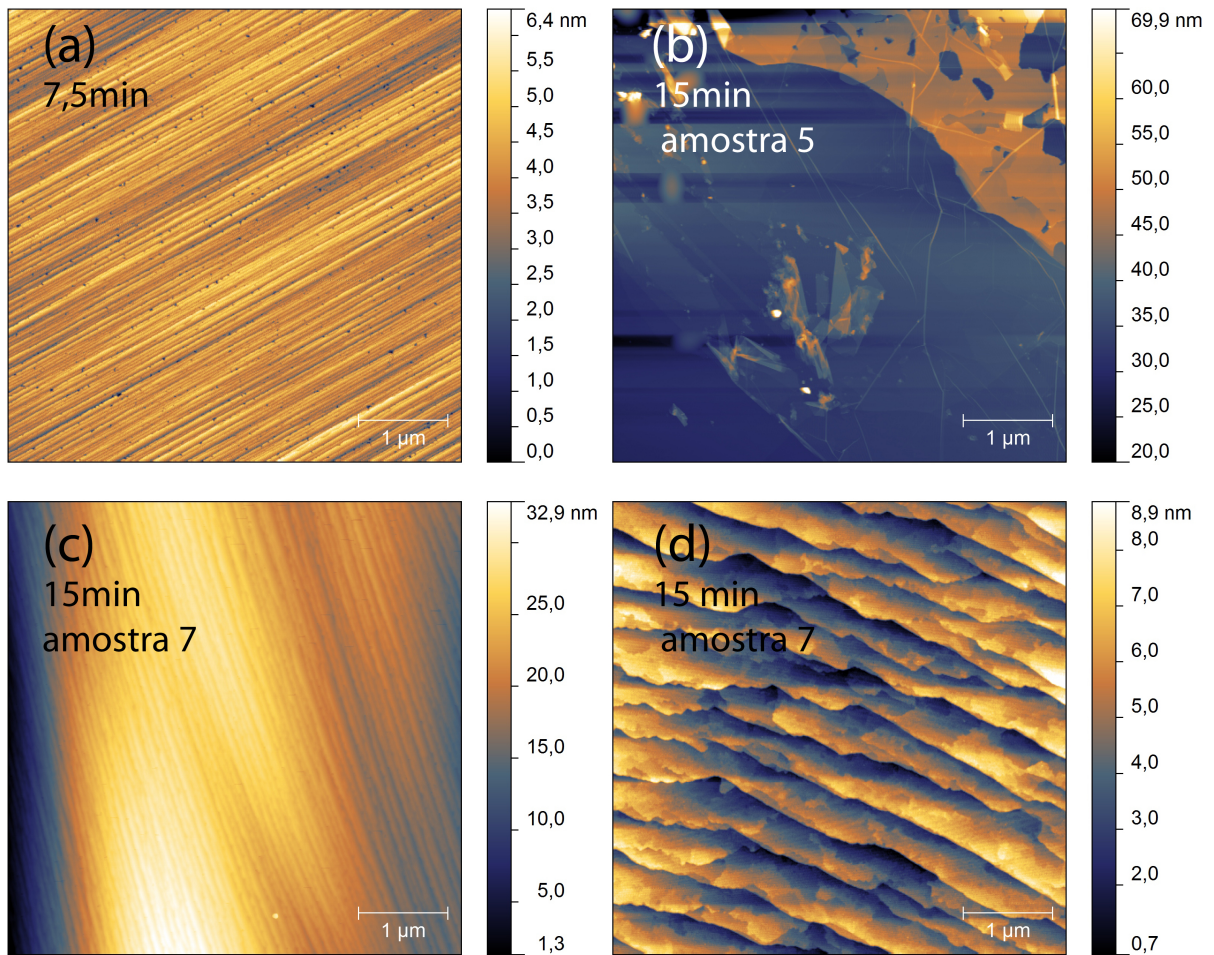 (a)
7,5min
1 µm
6,4 nm
5,5
5,0
4,5
4,0
3,5
3,0
2,5
2,0
1,5
1,0
0,5
0,0
(b)
15min
amostra 5
1 µm
69,9 nm
60,0
55,0
50,0
45,0
40,0
35,0
30,0
25,0
20,0
(c)
15min
amostra 7
1 µm
32,9 nm
25,0
20,0
15,0
10,0
5,0
1,3
(d)
15 min
amostra 7
1 µm
8,9 nm
8,0
7,0
6,0
5,0
4,0
3,0
2,0
0,7